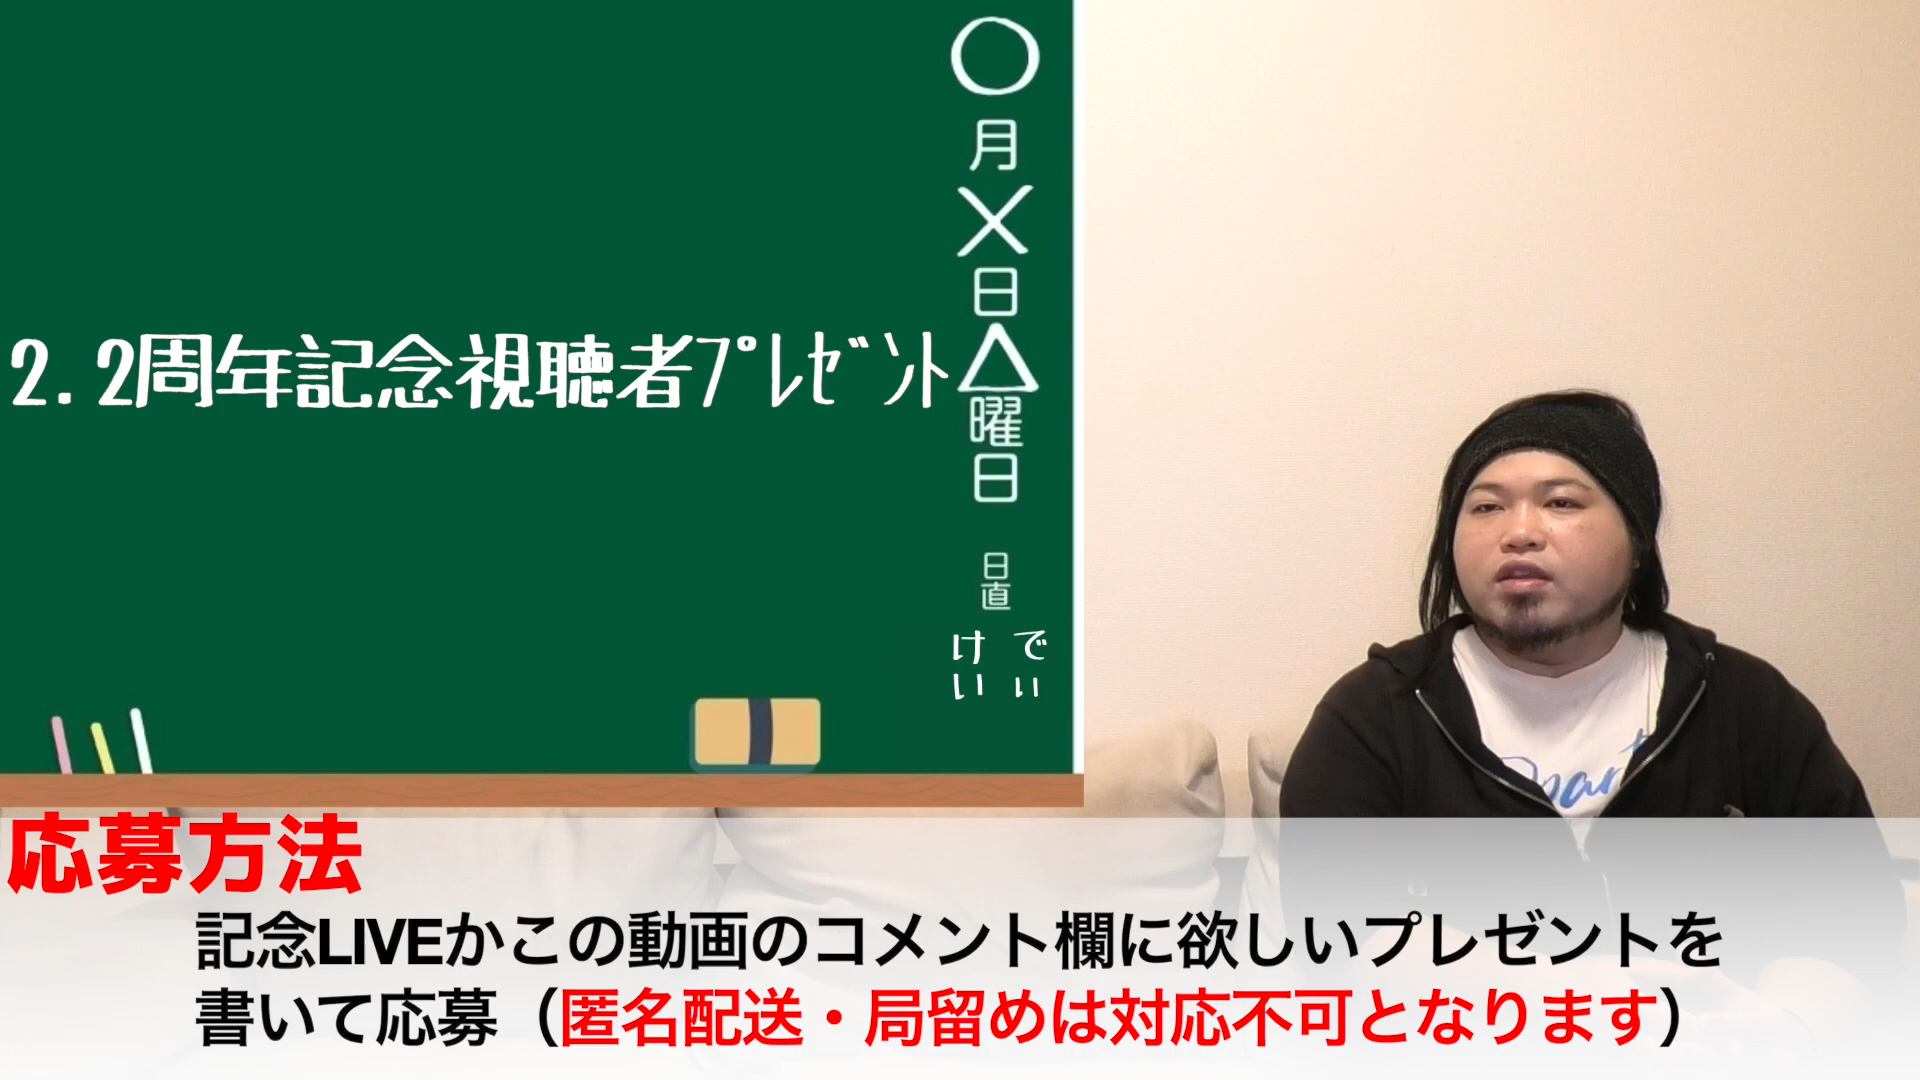 2.2周年記念視聴者ﾌﾟﾚｾﾞﾝﾄ
〇月×日△曜日
日直
でぃ
けい
応募方法
記念LIVEかこの動画のコメント欄に欲しいプレゼントを
書いて応募（匿名配送・局留めは対応不可となります）